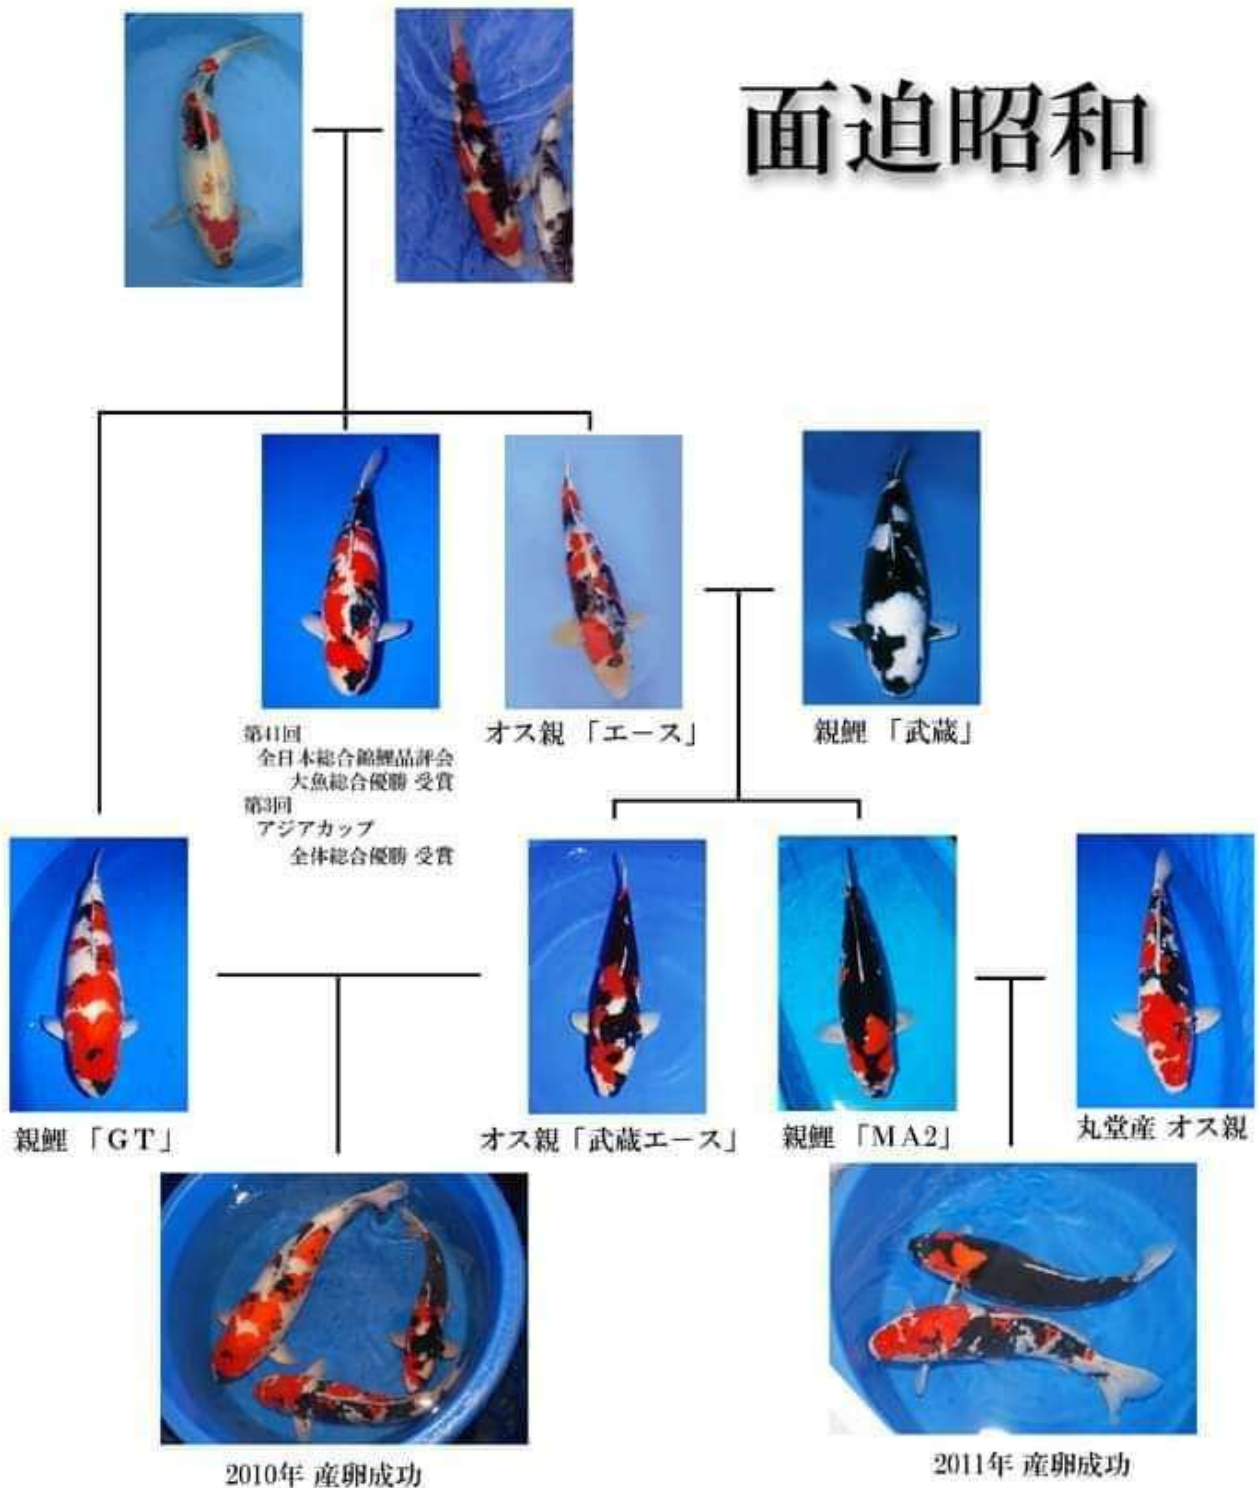 面迫昭和
第41回
全日本総合錦鯉品評会
大魚総合優勝 受賞
第3回
アジアカップ
全体総合優勝 受賞
オス親 「エース」
親鯉 「武蔵」
親鯉 「GT」
オス親「武蔵エース」
親鯉 「MA2」
丸堂産 オス親
2010年 産卵成功
2011年 産卵成功